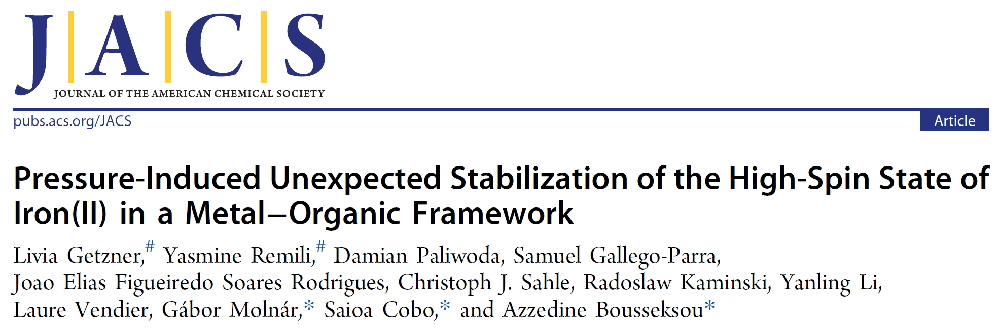 J|A|C|S
JOURNAL OF THE AMERICAN CHEMICAL SOCIETY
pubs.acs.org/JACS
Article
Pressure-Induced Unexpected Stabilization of the High-Spin State of
Iron(II) in a Metal−Organic Framework
Livia Getzner,# Yasmine Remili,# Damian Paliwoda, Samuel Gallego-Parra,
Joao Elias Figueiredo Soares Rodrigues, Christoph J. Sahle, Radoslaw Kaminski, Yanling Li,
Laure Vendier, Gábor Molnár,* Saioa Cobo,* and Azzedine Bousseksou*